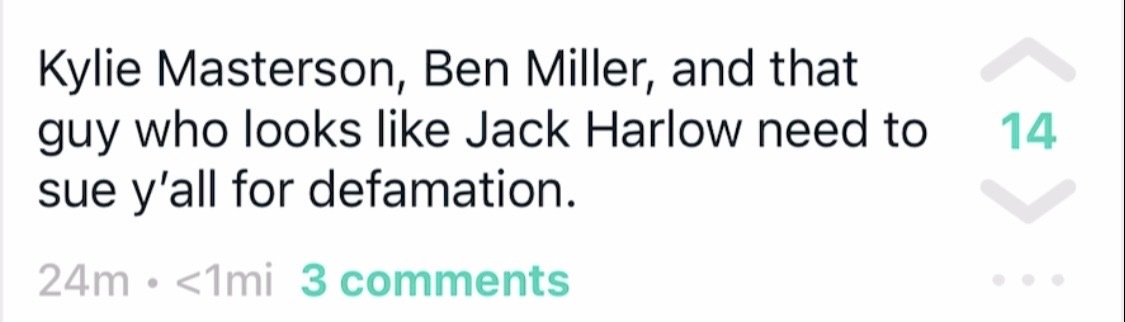 Kylie Masterson, Ben Miller, and that
guy who looks like Jack Harlow need to
sue y’all for defamation.
14
24m • <1mi 3 comments